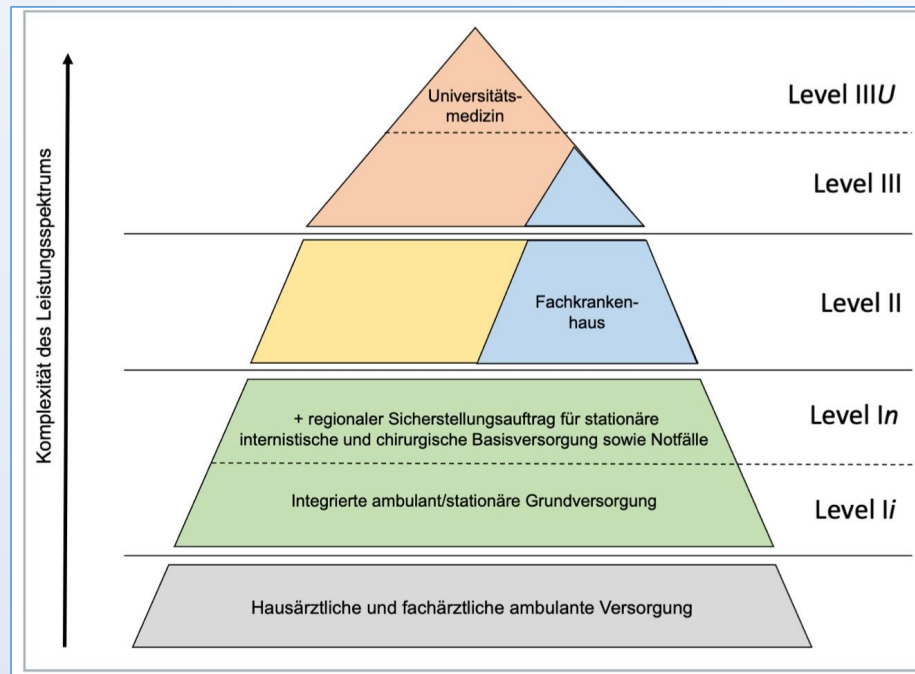 Komplexität des Leistungsspektrums
Universitäts-
medizin
Level IIIU
Level III
Fachkranken-
haus
Level II
+ regionaler Sicherstellungsauftrag für stationäre
internistische und chirurgische Basisversorgung sowie Notfälle
Level In
Integrierte ambulant/stationäre Grundversorgung
Level Ii
Hausärztliche und fachärztliche ambulante Versorgung